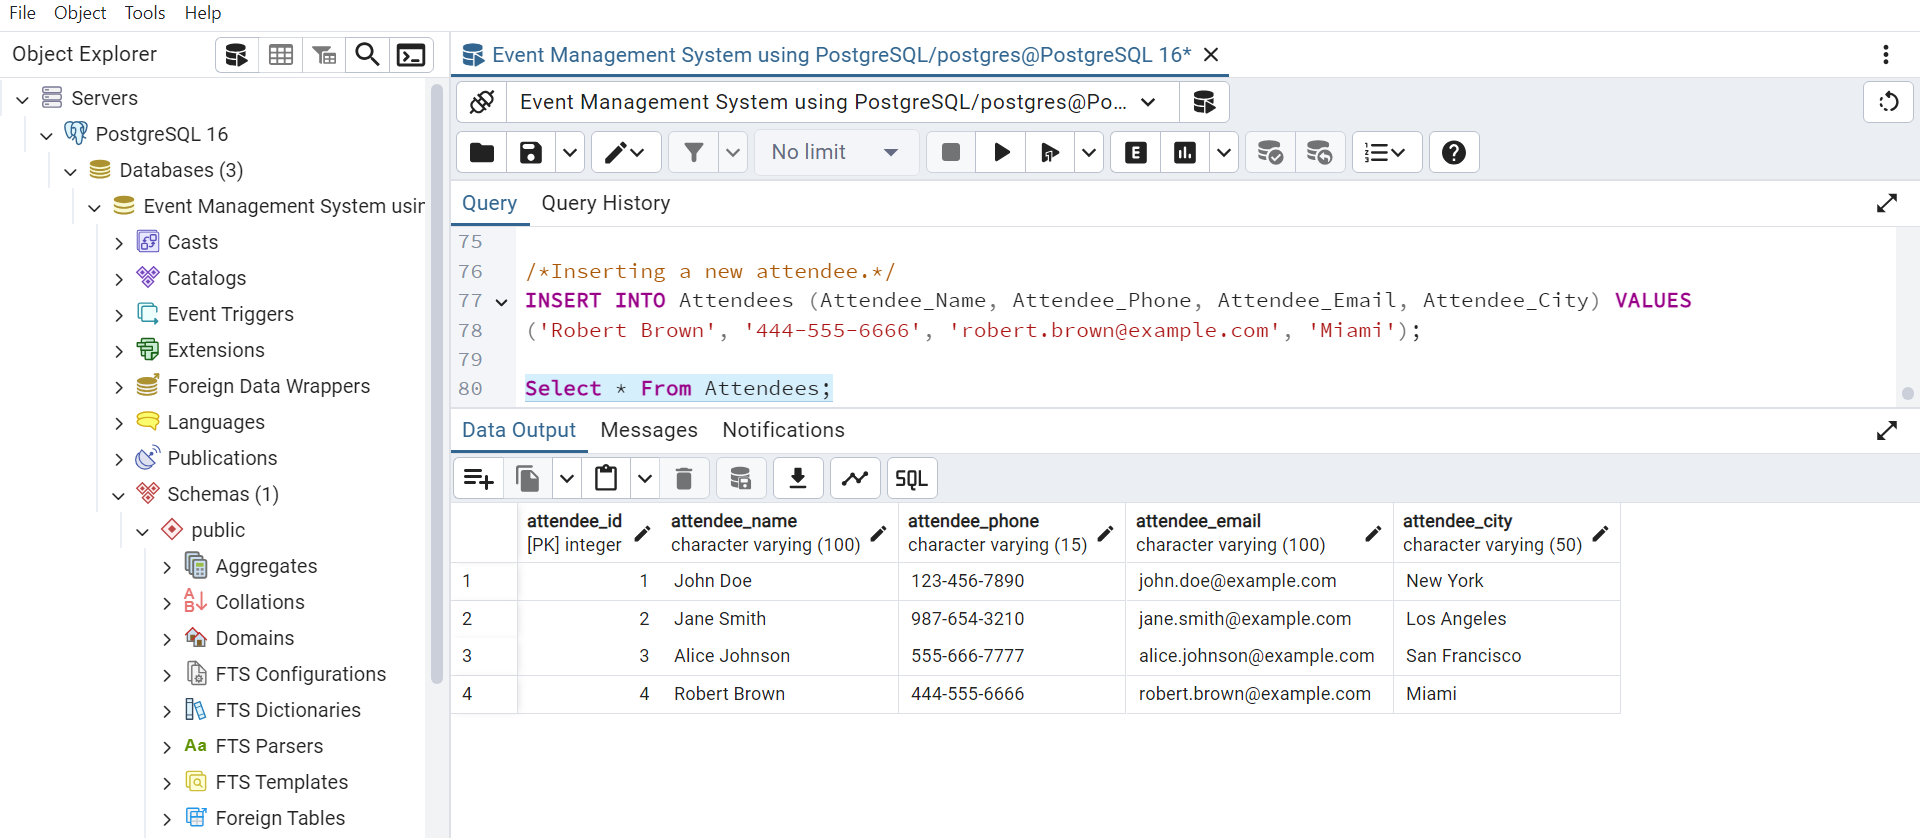 File Object Tools Help
Object Explorer
Servers
PostgreSQL 16
Databases (3)
Event Management System usin
Casts
Catalogs
Event Triggers
Extensions
Foreign Data Wrappers
Languages
Publications
Schemas (1)
public
Aggregates
Collations
Domains
FTS Configurations
FTS Dictionaries
Aa FTS Parsers
FTS Templates
Foreign Tables
Event Management System using PostgreSQL/postgres@PostgreSQL 16*
Event Management System using PostgreSQL/postgres@Po...
No limit
E
Query Query History
75
76 /*Inserting a new attendee.*/
77 INSERT INTO Attendees (Attendee_Name, Attendee_Phone, Attendee_Email, Attendee_City) VALUES
78 ('Robert Brown', '444-555-6666', 'robert.brown@example.com', 'Miami');
79
80 Select * From Attendees;
Data Output Messages Notifications
SQL
attendee_id attendee_name attendee_phone attendee_email attendee_city
[PK] integer character varying (100) character varying (15) character varying (100) character varying (50)
1 1 John Doe 123-456-7890 john.doe@example.com New York
2 2 Jane Smith 987-654-3210 jane.smith@example.com Los Angeles
3 3 Alice Johnson 555-666-7777 alice.johnson@example.com San Francisco
4 4 Robert Brown 444-555-6666 robert.brown@example.com Miami